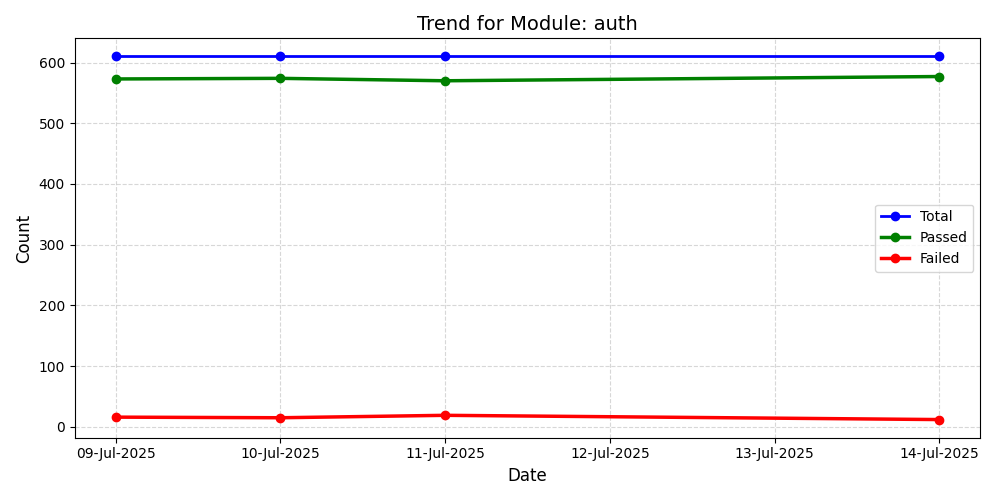 Trend for Module: auth
600
500
400
300
200
100
0
Count
Total
Passed
Failed
09-Jul-2025 10-Jul-2025 11-Jul-2025 12-Jul-2025 13-Jul-2025 14-Jul-2025
Date